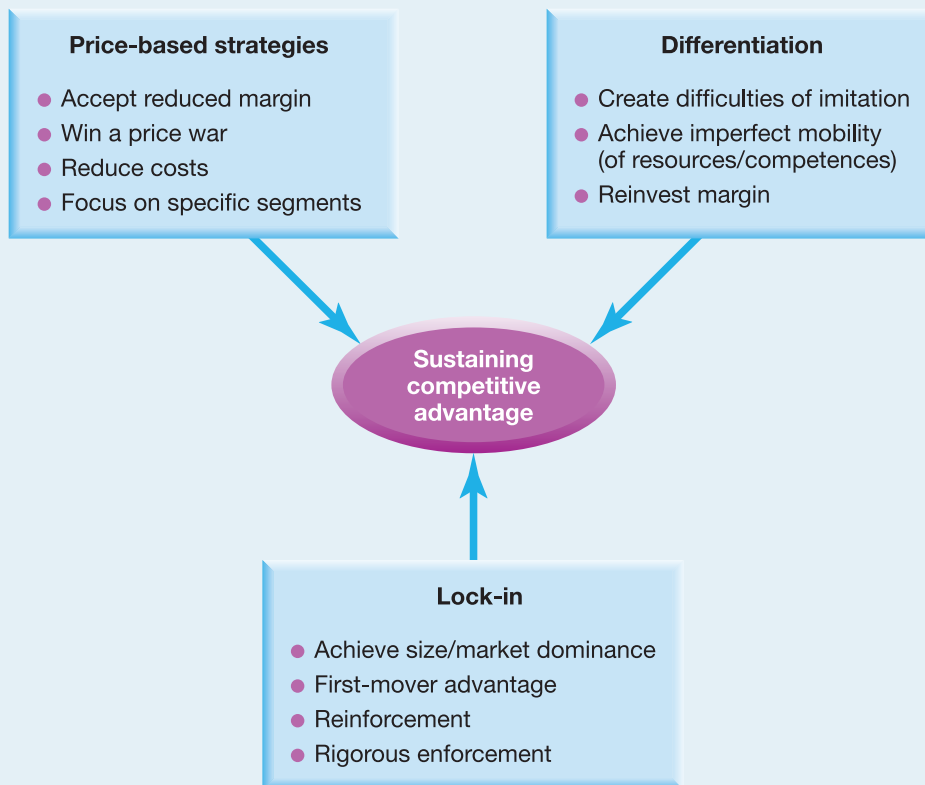 Price-based strategies
Accept reduced margin
Win a price war
Reduce costs
Focus on specific segments
Differentiation
Create difficulties of imitation
Achieve imperfect mobility
(of resources/competences)
Reinvest margin
Sustaining
competitive
advantage
Lock-in
Achieve size/market dominance
First-mover advantage
Reinforcement
Rigorous enforcement